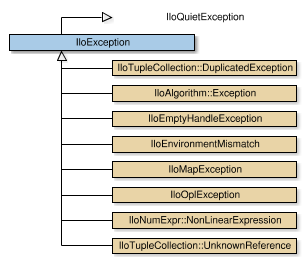 IloQuietException
IloException
IloTupleCollection::DuplicatedException
IloAlgorithm::Exception
IloEmptyHandleException
IloEnvironmentMismatch
IloMapException
IloOplException
IloNumExpr::NonLinearExpression
IloTupleCollection::UnknownReference